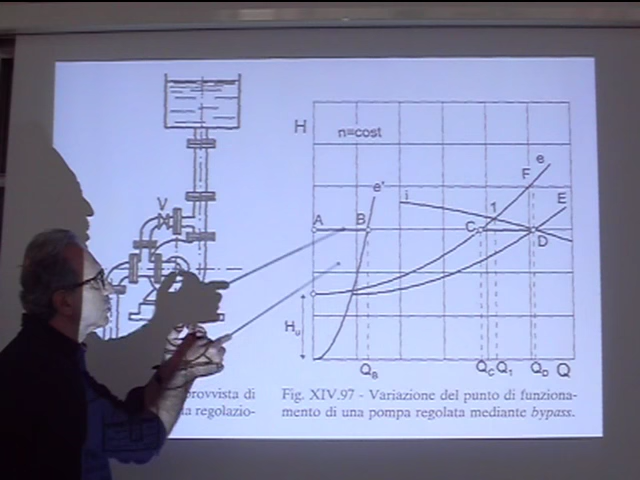 H
n=cost
e
F
e'
i
E
A
B
1
C
D
V
Hu
QB
QC Q1
QD
Q
provvista di
a regolazio-
Fig. XIV.97 - Variazione del punto di funziona-
mento di una pompa regolata mediante bypass.